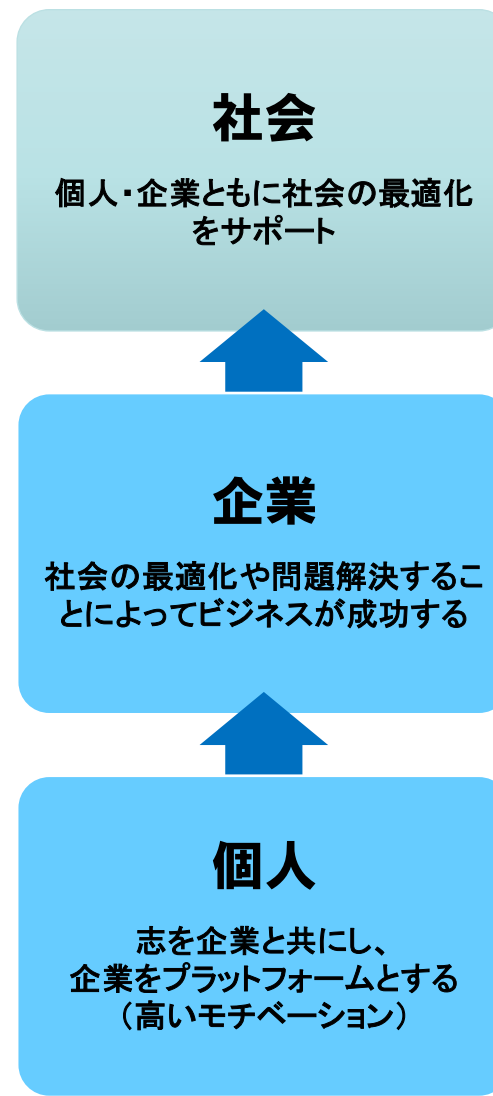 社会
個人・企業ともに社会の最適化
をサポート
企業
社会の最適化や問題解決するこ
とによってビジネスが成功する
個人
志を企業と共にし、
企業をプラットフォームとする
（高いモチベーション）